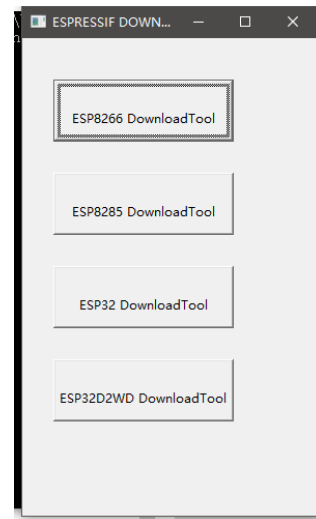 ESPRESSIF DOWN...
ESP8266 DownloadTool
ESP8285 DownloadTool
ESP32 DownloadTool
ESP32D2WD DownloadTool